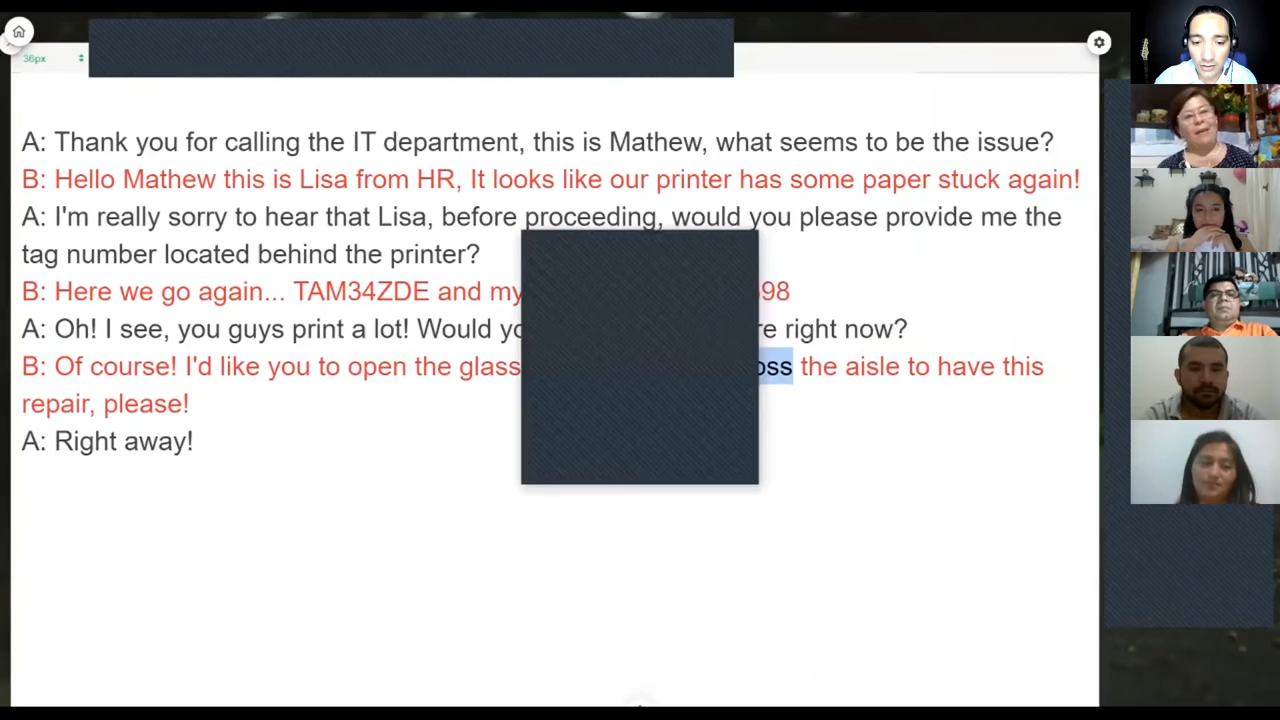 36px
A: Thank you for calling the IT department, this is Mathew, what seems to be the issue?
B: Hello Mathew this is Lisa from HR, It looks like our printer has some paper stuck again!
A: I'm really sorry to hear that Lisa, before proceeding, would you please provide me the
tag number located behind the printer?
B: Here we go again... TAM34ZDE and my 98
A: Oh! I see, you guys print a lot! Would right now?
B: Of course! I'd like you to open the glass the aisle to have this
repair, please!
A: Right away!